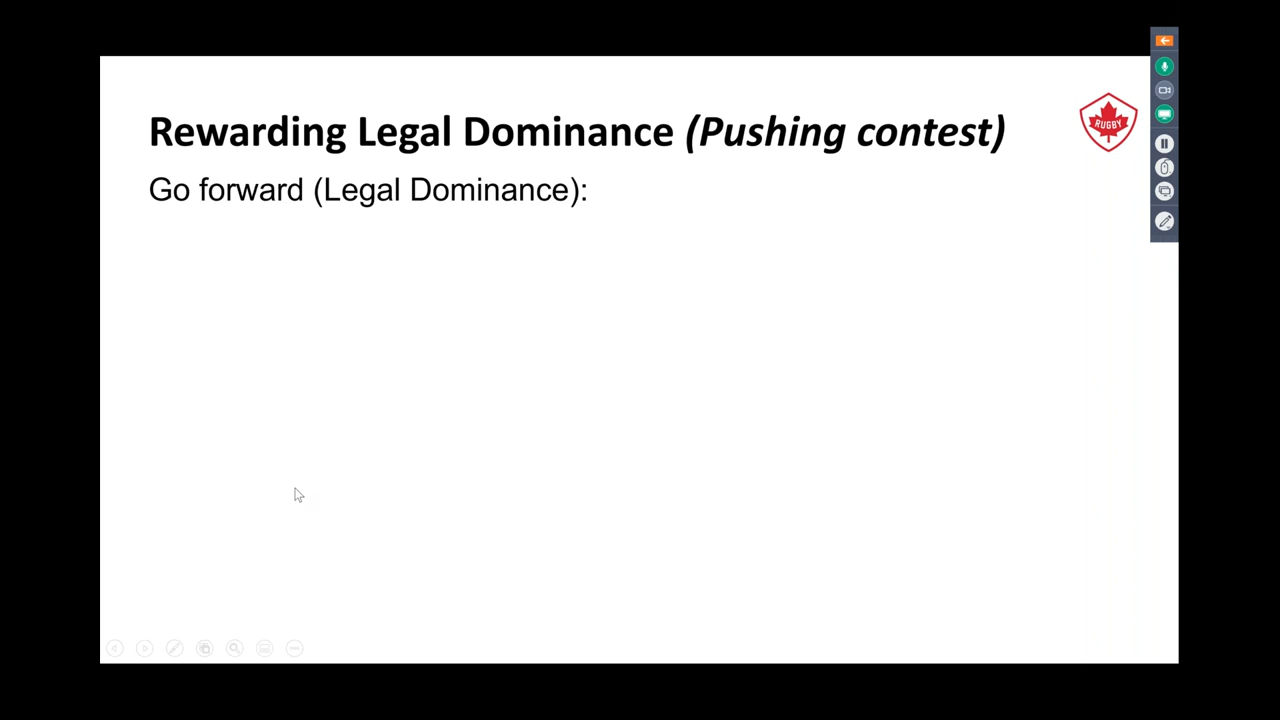 Rewarding Legal Dominance (Pushing contest)
RUGBY
Go forward (Legal Dominance):